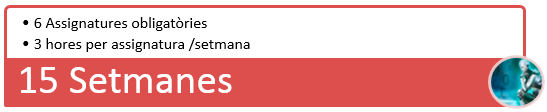 • 6 Assignatures obligatòries
• 3 hores per assignatura /setmana
15 Setmanes